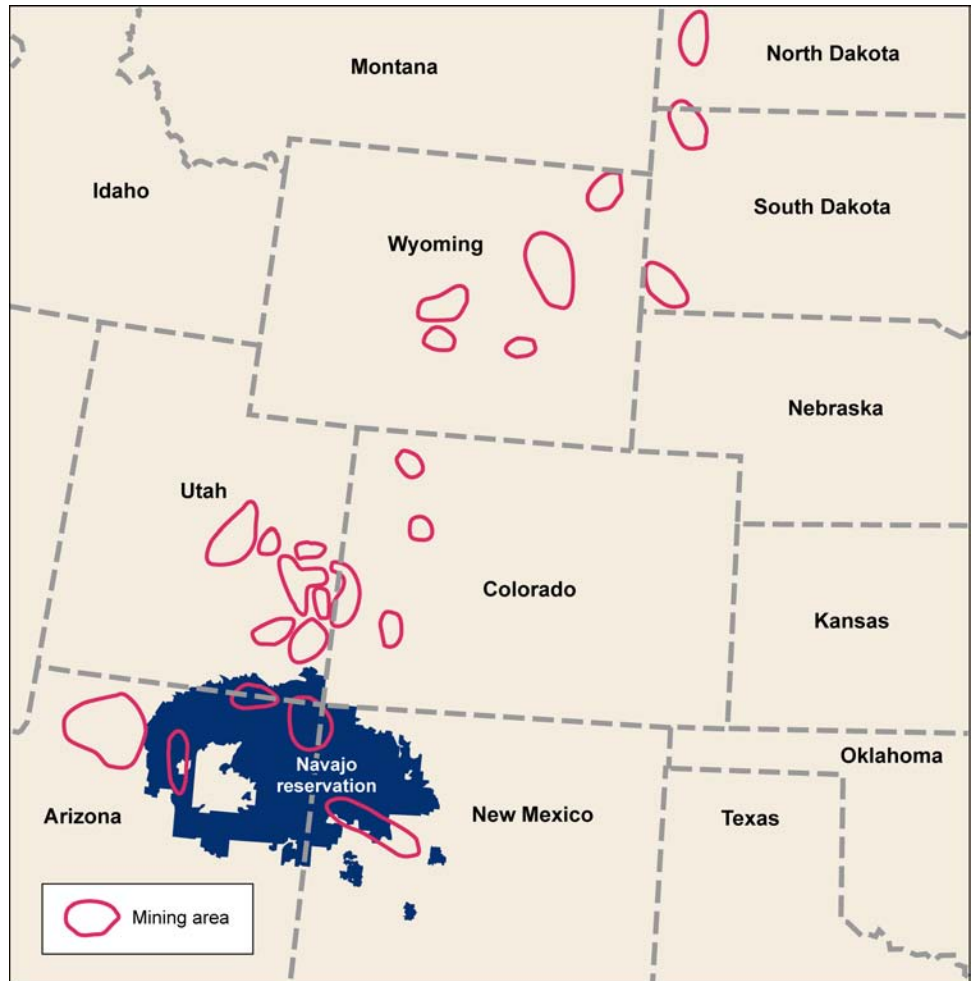 North Dakota
Montana
Idaho
South Dakota
Wyoming
Nebraska
Utah
Colorado
Kansas
Oklahoma
Navajo
reservation
Arizona
New Mexico
Texas
Mining area